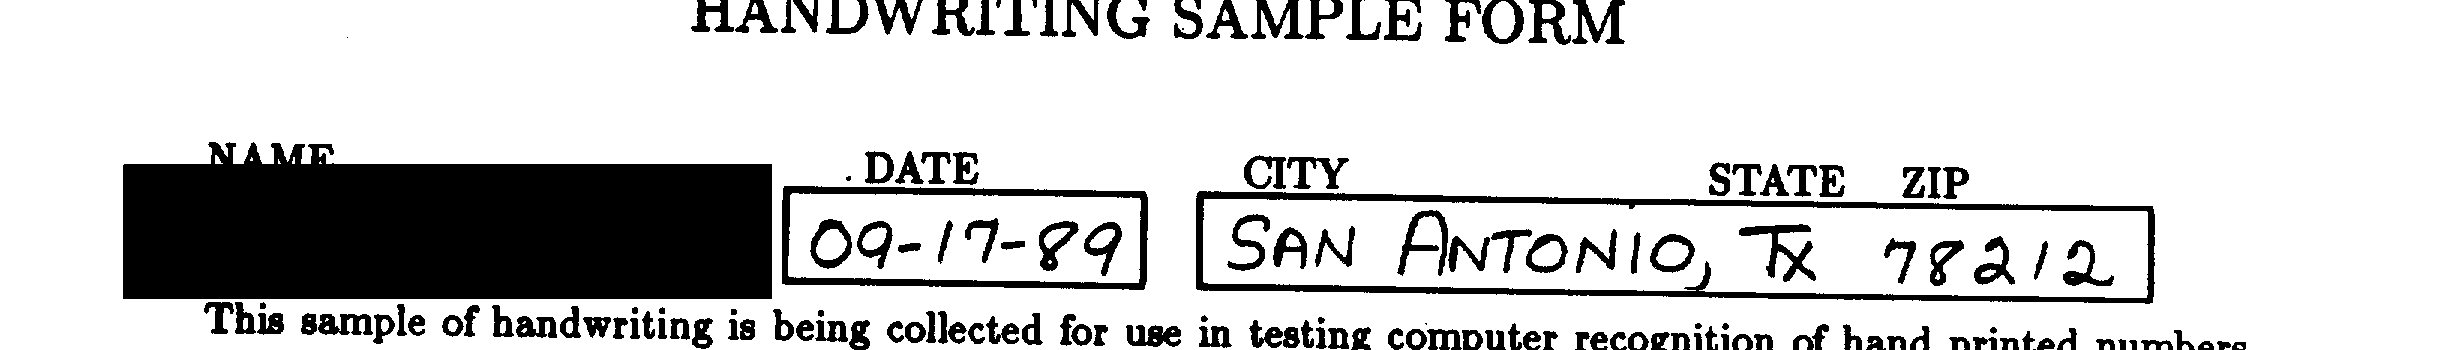 HANDWRITING SAMPLE FORM
NAME DATE CITY STATE ZIP
09-17-89 SAN ANTONIO, TX 78212
This sample of handwriting is being collected for use in testing computer recognition of hand printed numbers